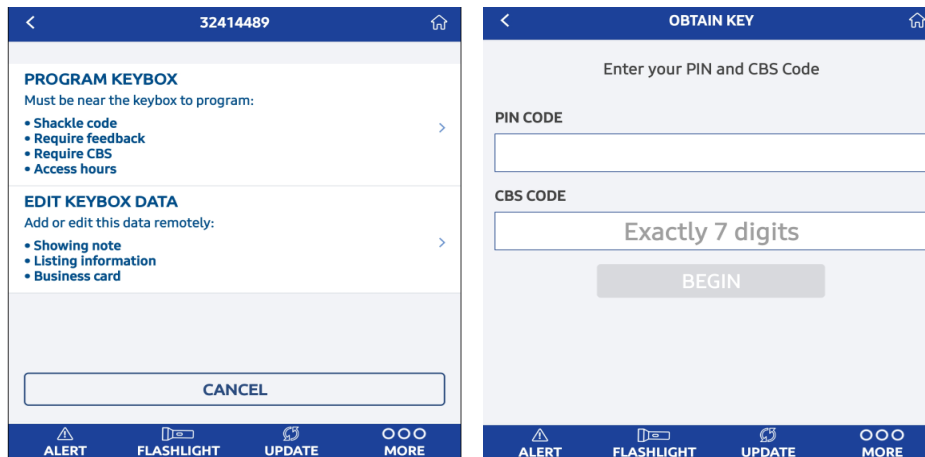 32414489
PROGRAM KEYBOX
Must be near the keybox to program:
• Shackle code
• Require feedback
• Require CBS
• Access hours
EDIT KEYBOX DATA
Add or edit this data remotely:
• Showing note
• Listing information
• Business card
CANCEL
ALERT FLASHLIGHT UPDATE MORE
OBTAIN KEY
Enter your PIN and CBS Code
PIN CODE
CBS CODE
Exactly 7 digits
BEGIN
ALERT FLASHLIGHT UPDATE MORE